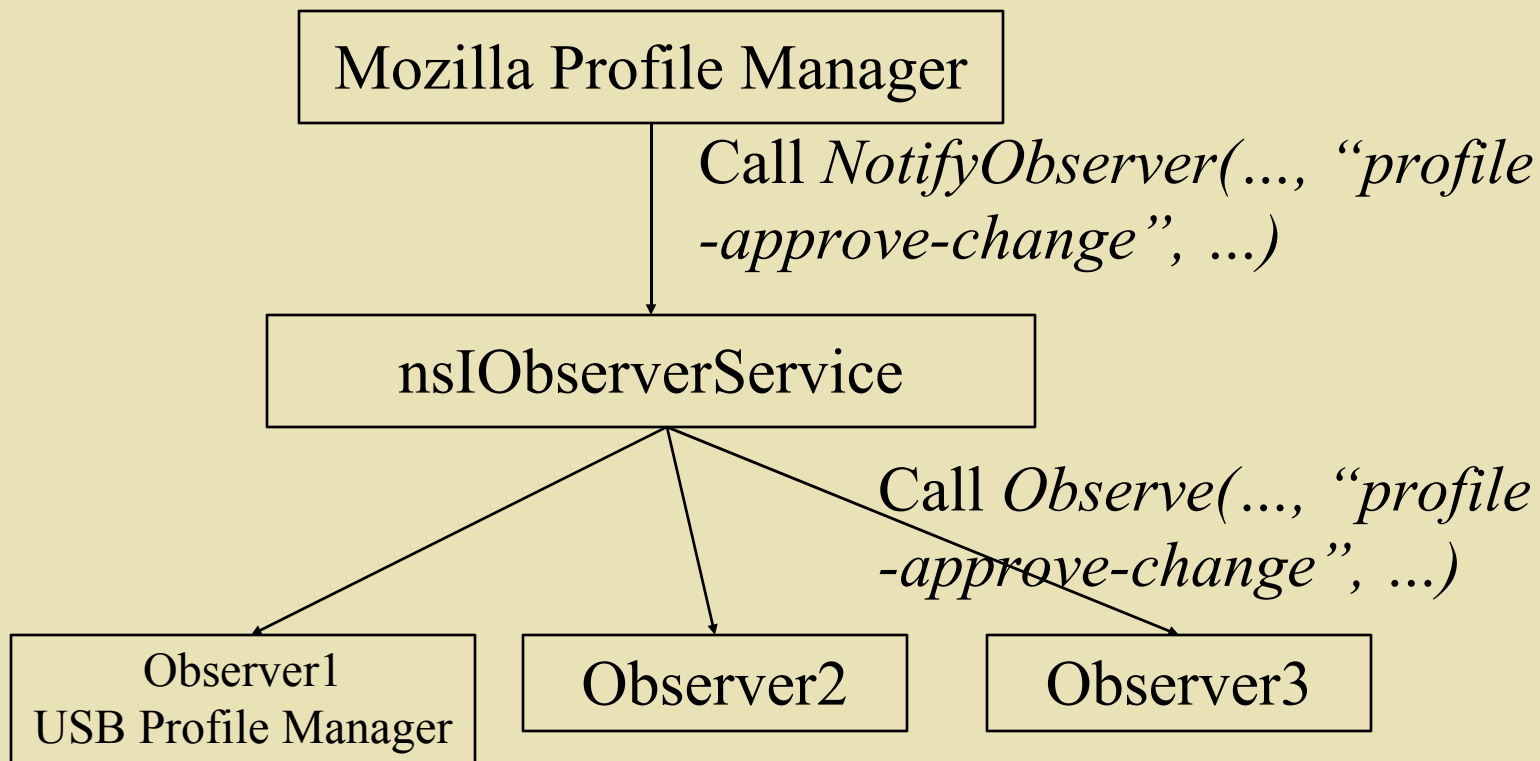 Mozilla Profile Manager
Call NotifyObserver(…, “profile
-approve-change”, …)
nsIObserverService
Call Observe(…, “profile
-approve-change”, …)
Observer1
USB Profile Manager
Observer2
Observer3